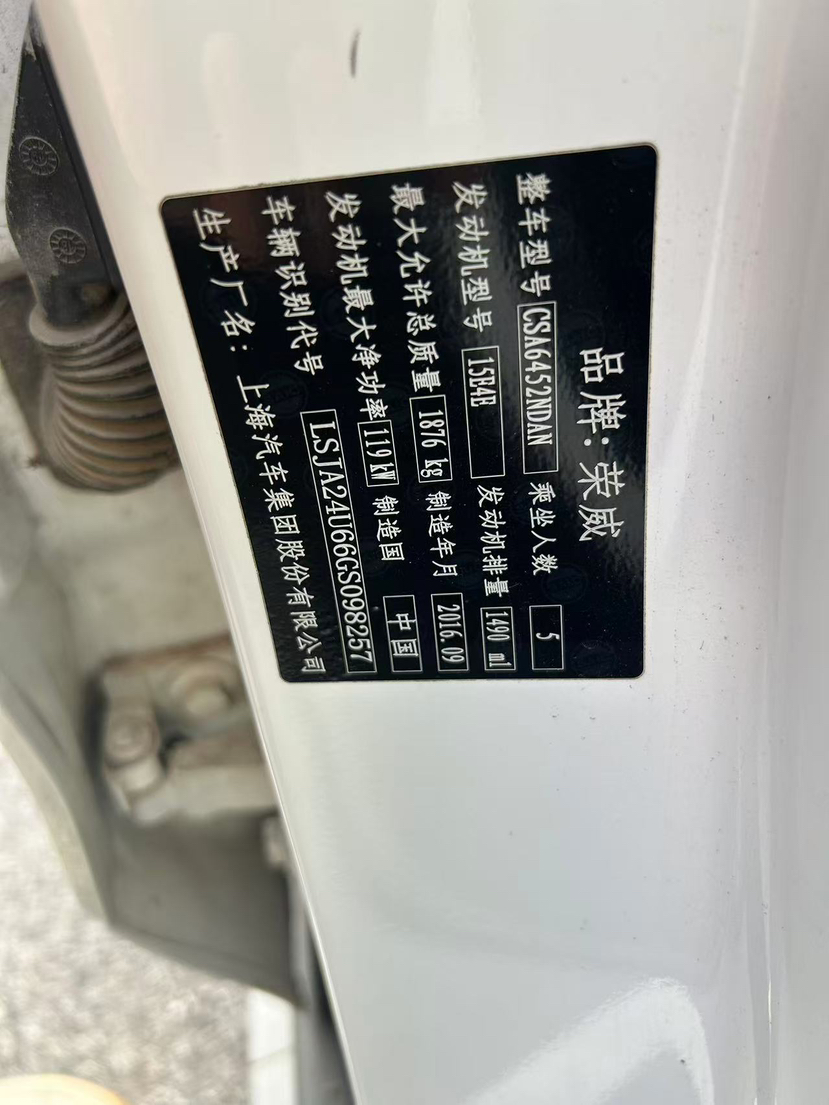 品牌: 荣威
整车型号 CSA6452NDAN 乘坐人数 5
发动机型号 15E4E 发动机排量 1490 ml
最大允许总质量 1876 kg 制造年月 2016.09
发动机最大净功率 119 kW 制造国 中国
车辆识别代号 LSJA24U66GS098257
生产厂名: 上海汽车集团股份有限公司